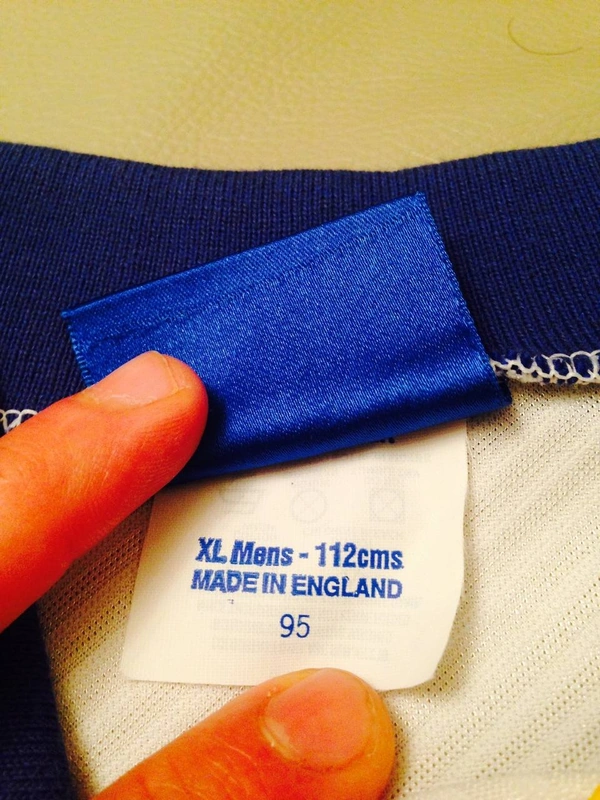 XL Mens - 112cms
MADE IN ENGLAND
95